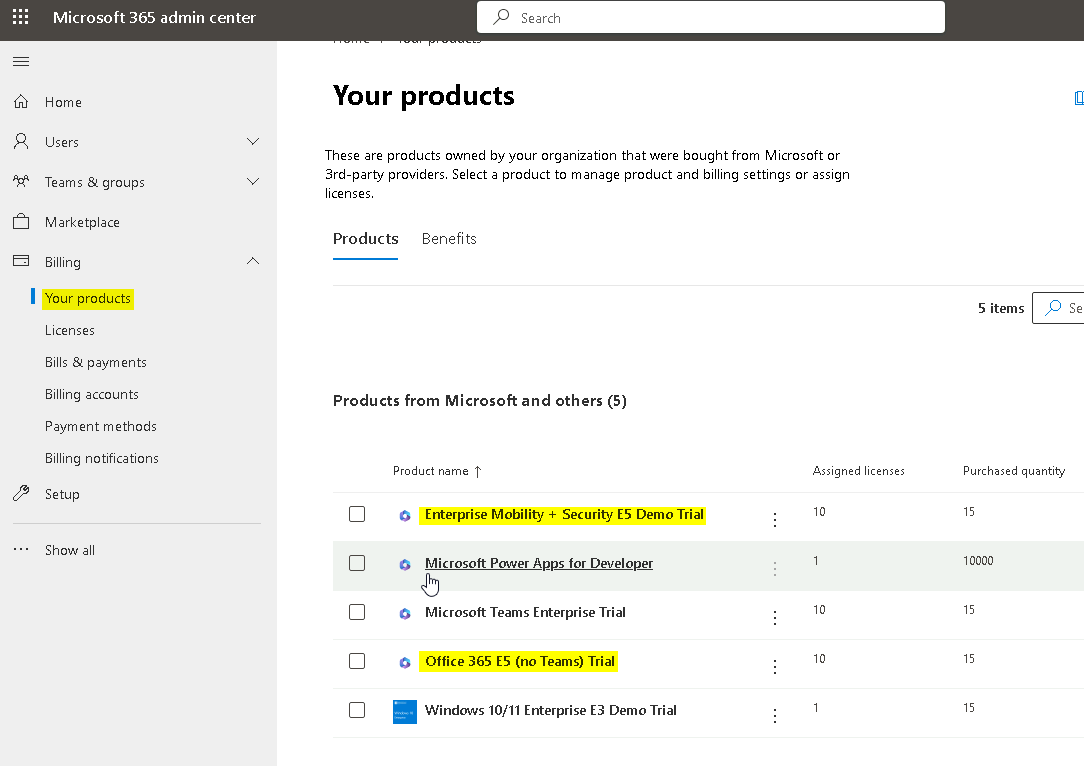 Microsoft 365 admin center
Search
Home
Your products
Your products
These are products owned by your organization that were bought from Microsoft or
3rd-party providers. Select a product to manage product and billing settings or assign
licenses.
Products
Benefits
5 items
Se
Products from Microsoft and others (5)
Product name ↑
Assigned licenses
Purchased quantity
Enterprise Mobility + Security E5 Demo Trial
10
15
Microsoft Power Apps for Developer
1
10000
Microsoft Teams Enterprise Trial
10
15
Office 365 E5 (no Teams) Trial
10
15
Windows 10/11 Enterprise E3 Demo Trial
1
15
Home
Users
Teams & groups
Marketplace
Billing
Your products
Licenses
Bills & payments
Billing accounts
Payment methods
Billing notifications
Setup
Show all